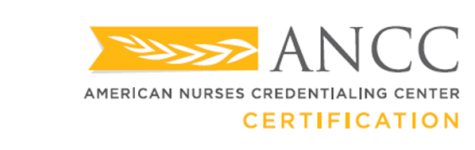 ANCC
AMERICAN NURSES CREDENTIALING CENTER
CERTIFICATION